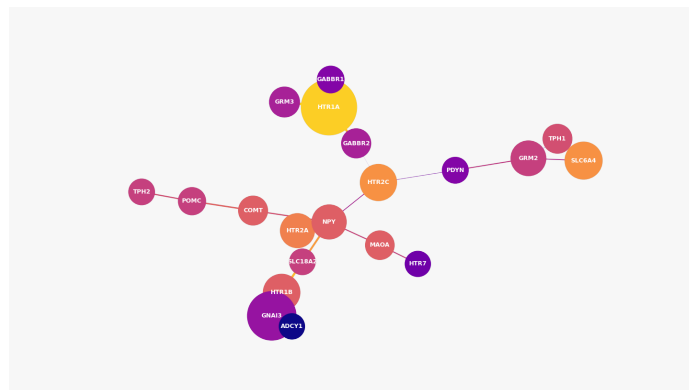 GABBR1
GRM3
HTR1A
GABBR2
TPH1
GRM2
SLC6A4
PDYN
HTR2C
TPH2
POMC
COMT
NPY
HTR2A
MAOA
SLC18A2
HTR7
HTR1B
GNAI3
ADCY1